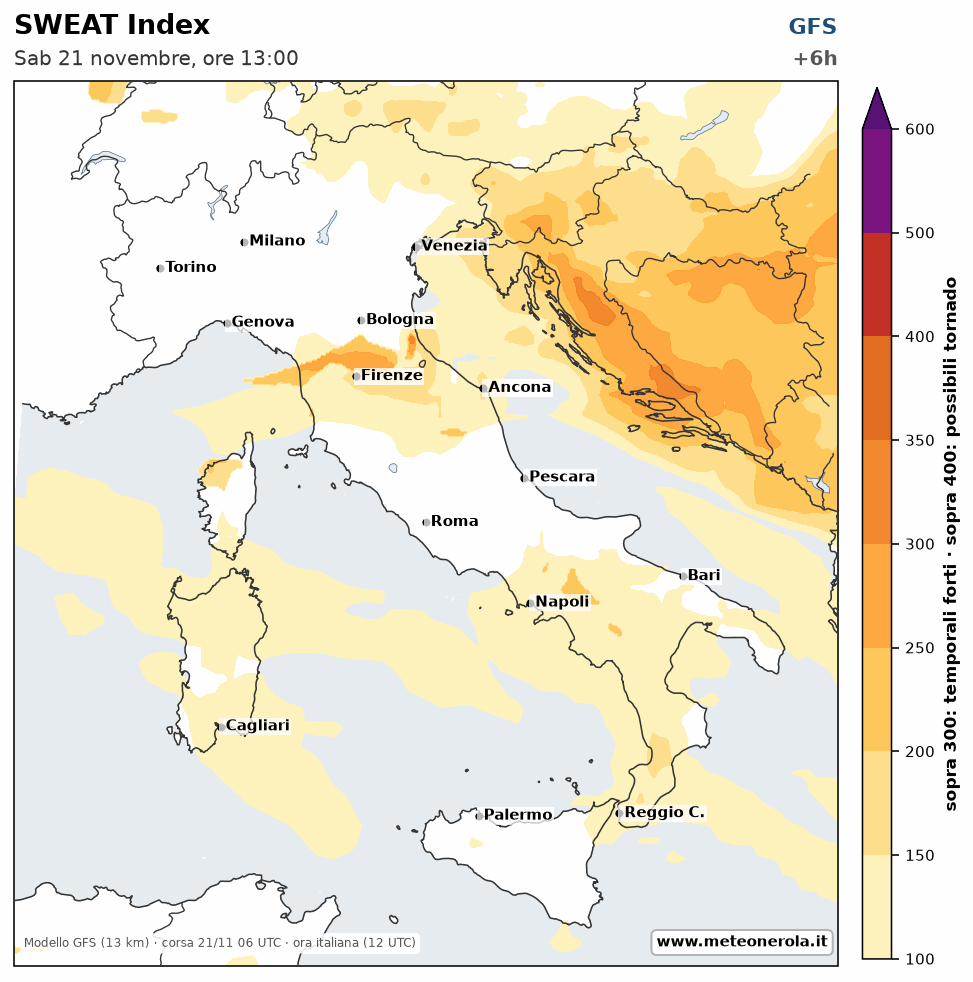 SWEAT Index
GFS
Sab 21 novembre, ore 13:00
+6h
Milano
Venezia
Torino
Genova
Bologna
Firenze
Ancona
Pescara
Roma
Bari
Napoli
Cagliari
Palermo
Reggio C.
Modello GFS (13 km) · corsa 21/11 06 UTC · ora italiana (12 UTC)
www.meteonerola.it
600
500
400
350
300
250
200
150
100
sopra 300: temporali forti · sopra 400: possibili tornado